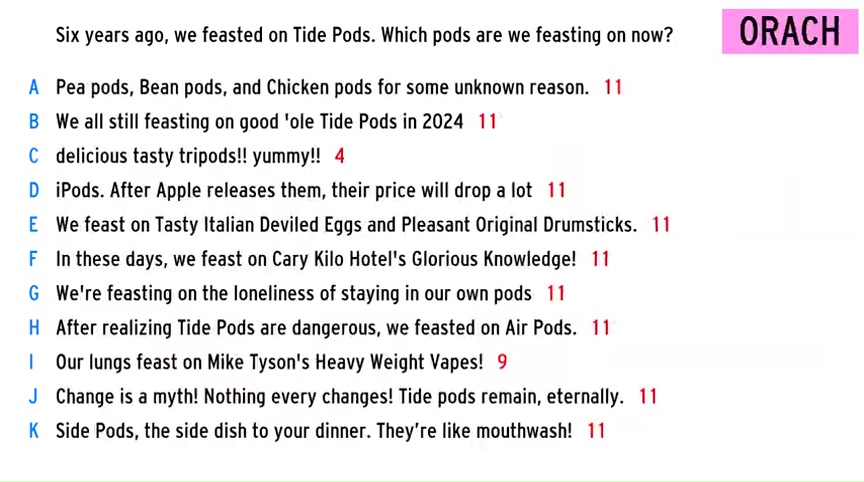 Six years ago, we feasted on Tide Pods. Which pods are we feasting on now?
ORACH
A Pea pods, Bean pods, and Chicken pods for some unknown reason. 11
B We all still feasting on good 'ole Tide Pods in 2024 11
C delicious tasty tripods!! yummy!! 4
D iPods. After Apple releases them, their price will drop a lot 11
E We feast on Tasty Italian Deviled Eggs and Pleasant Original Drumsticks. 11
F In these days, we feast on Cary Kilo Hotel's Glorious Knowledge! 11
G We're feasting on the loneliness of staying in our own pods 11
H After realizing Tide Pods are dangerous, we feasted on Air Pods. 11
I Our lungs feast on Mike Tyson's Heavy Weight Vapes! 9
J Change is a myth! Nothing every changes! Tide pods remain, eternally. 11
K Side Pods, the side dish to your dinner. They’re like mouthwash! 11